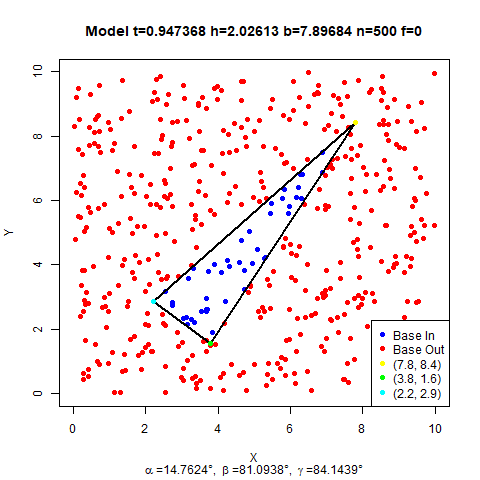 Model t=0.947368 h=2.02613 b=7.89684 n=500 f=0
10
8
6
4
2
0
Y
Base In
Base Out
(7.8, 8.4)
(3.8, 1.6)
(2.2, 2.9)
0 2 4 6 8 10
X
α=14.7624°, β=81.0938°, γ=84.1439°